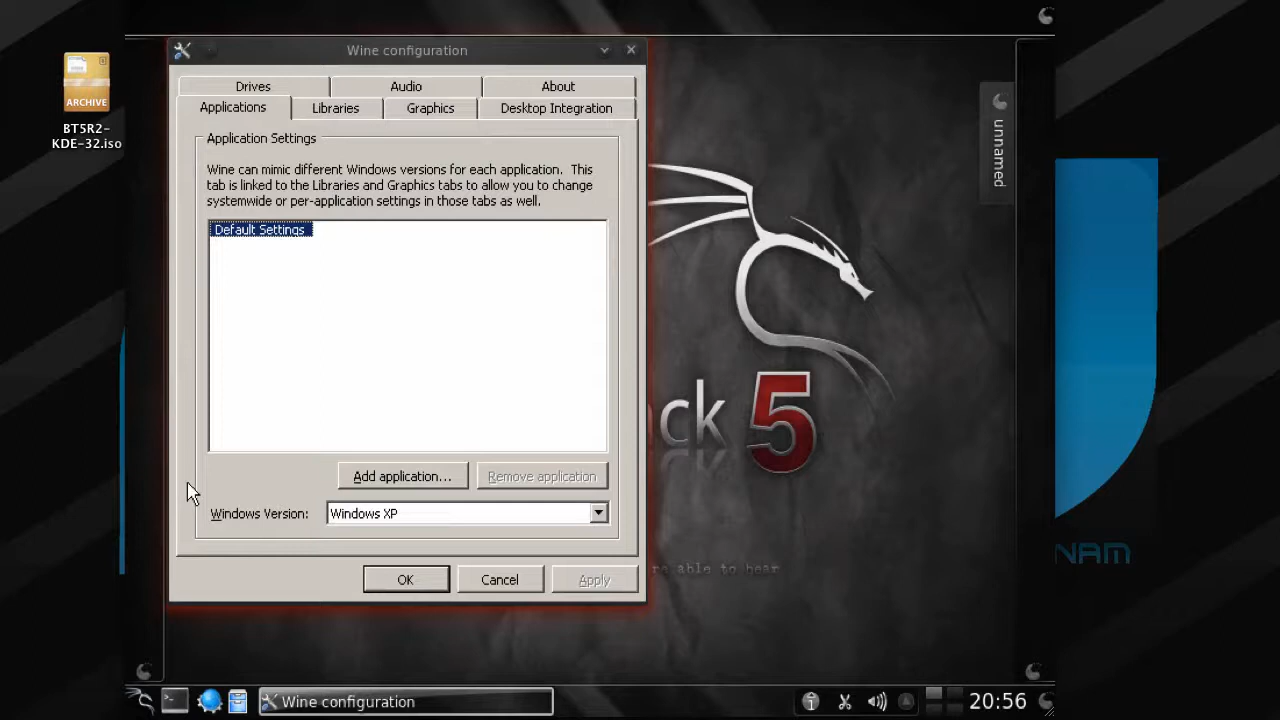 Wine configuration
Drives
Audio
About
Applications
Libraries
Graphics
Desktop Integration
Application Settings
Wine can mimic different Windows versions for each application. This
tab is linked to the Libraries and Graphics tabs to allow you to change
systemwide or per-application settings in those tabs as well.
Default Settings
Add application...
Remove application
Windows Version:
Windows XP
OK
Cancel
Apply
ARCHIVE
BT5R2-
KDE-32.iso
unnamed
ck 5
re able to hear
NAM
Wine configuration
20:56